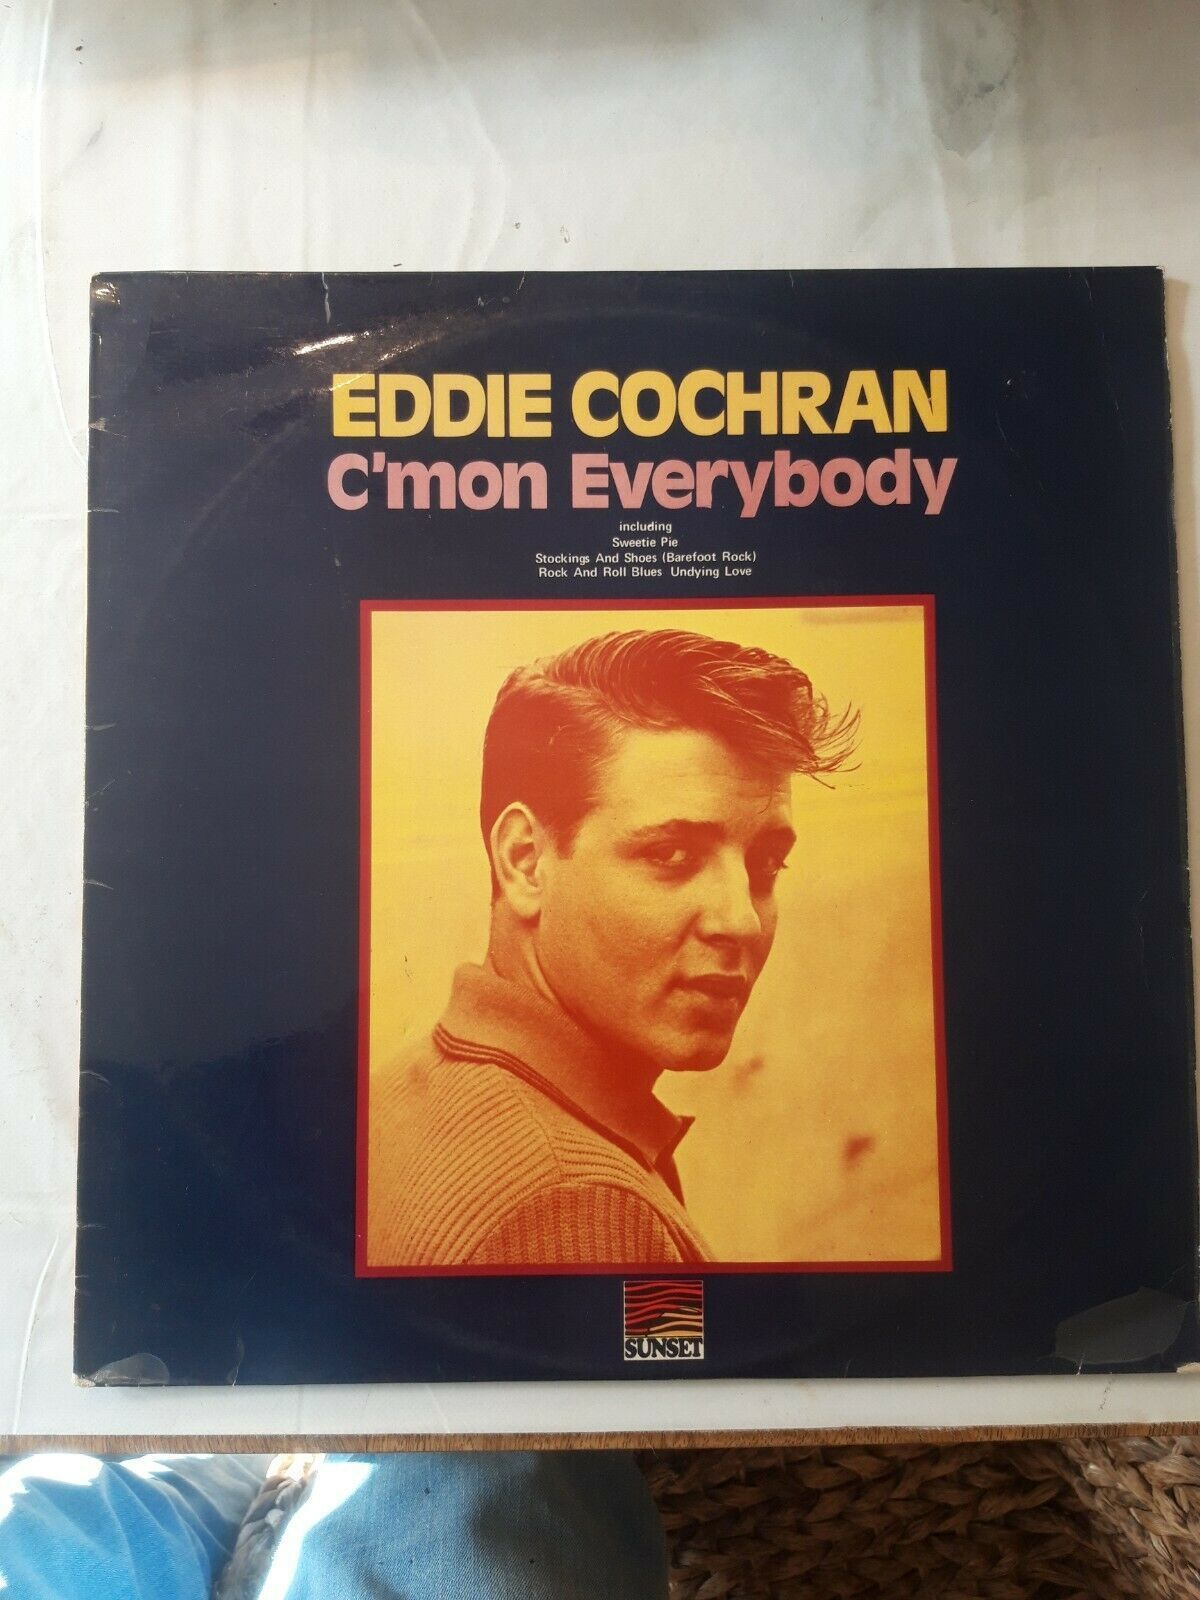 EDDIE COCHRAN
C'mon Everybody
including
Sweetie Pie
Stockings And Shoes (Barefoot Rock)
Rock And Roll Blues Undying Love
SUNSET